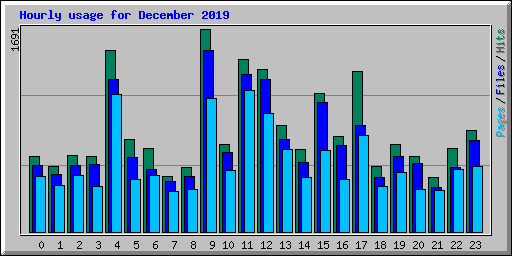 Hourly usage for December 2019
1691
Pages/Files/Hits
0 1 2 3 4 5 6 7 8 9 10 11 12 13 14 15 16 17 18 19 20 21 22 23